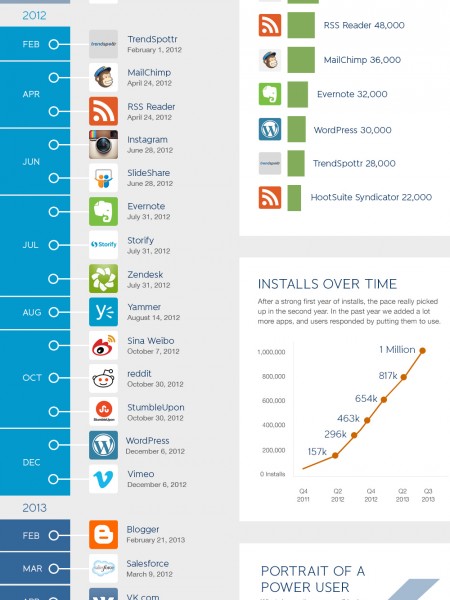 2012
FEB
trendspottr
TrendSpottr
February 1, 2012
APR
MailChimp
April 24, 2012
RSS Reader
April 24, 2012
JUN
Instagram
June 28, 2012
SlideShare
June 28, 2012
JUL
Evernote
July 31, 2012
Storify
Storify
July 31, 2012
Zendesk
July 31, 2012
AUG
Yammer
August 14, 2012
OCT
Sina Weibo
October 7, 2012
reddit
October 30, 2012
StumbleUpon
October 30, 2012
DEC
WordPress
December 6, 2012
Vimeo
December 6, 2012
2013
FEB
Blogger
February 21, 2013
MAR
salesforce
Salesforce
March 9, 2012
VK.com
RSS Reader 48,000
MailChimp 36,000
Evernote 32,000
WordPress 30,000
trendspottr
TrendSpottr 28,000
HootSuite Syndicator 22,000
INSTALLS OVER TIME
After a strong first year of installs, the pace really picked
up in the second year. In the past year we added a lot
more apps, and users responded by putting them to use.
1,000,000
800,000
600,000
400,000
200,000
0 Installs
157k
296k
463k
654k
817k
1 Million
Q4 2011
Q2 2012
Q4 2012
Q2 2013
Q3 2013
PORTRAIT OF A
POWER USER